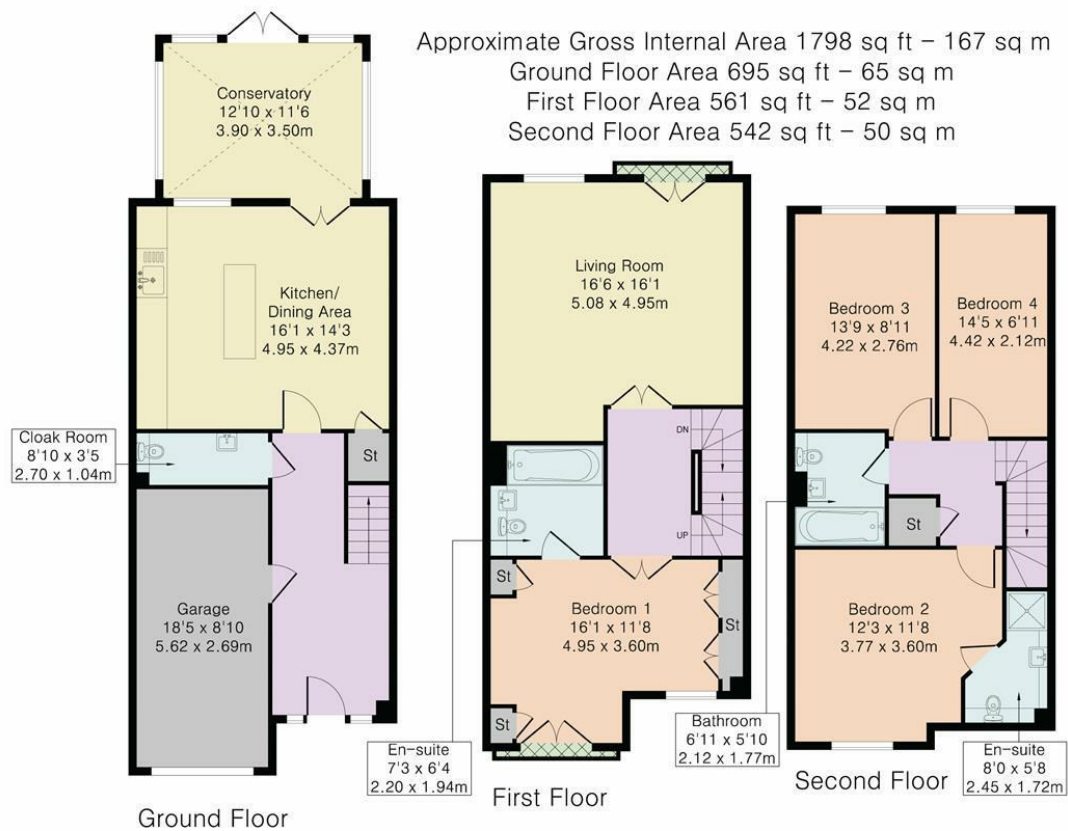 Approximate Gross Internal Area 1798 sq ft - 167 sq m
Ground Floor Area 695 sq ft - 65 sq m
First Floor Area 561 sq ft - 52 sq m
Second Floor Area 542 sq ft - 50 sq m
Conservatory
12'10 x 11'6
3.90 x 3.50m
Kitchen/
Dining Area
16'1 x 14'3
4.95 x 4.37m
Cloak Room
8'10 x 3'5
2.70 x 1.04m
St
Garage
18'5 x 8'10
5.62 x 2.69m
Ground Floor
Living Room
16'6 x 16'1
5.08 x 4.95m
DN
UP
St
Bedroom 1
16'1 x 11'8
4.95 x 3.60m
St
St
En-suite
7'3 x 6'4
2.20 x 1.94m
First Floor
Bedroom 3
13'9 x 8'11
4.22 x 2.76m
Bedroom 4
14'5 x 6'11
4.42 x 2.12m
St
Bedroom 2
12'3 x 11'8
3.77 x 3.60m
Bathroom
6'11 x 5'10
2.12 x 1.77m
En-suite
8'0 x 5'8
2.45 x 1.72m
Second Floor